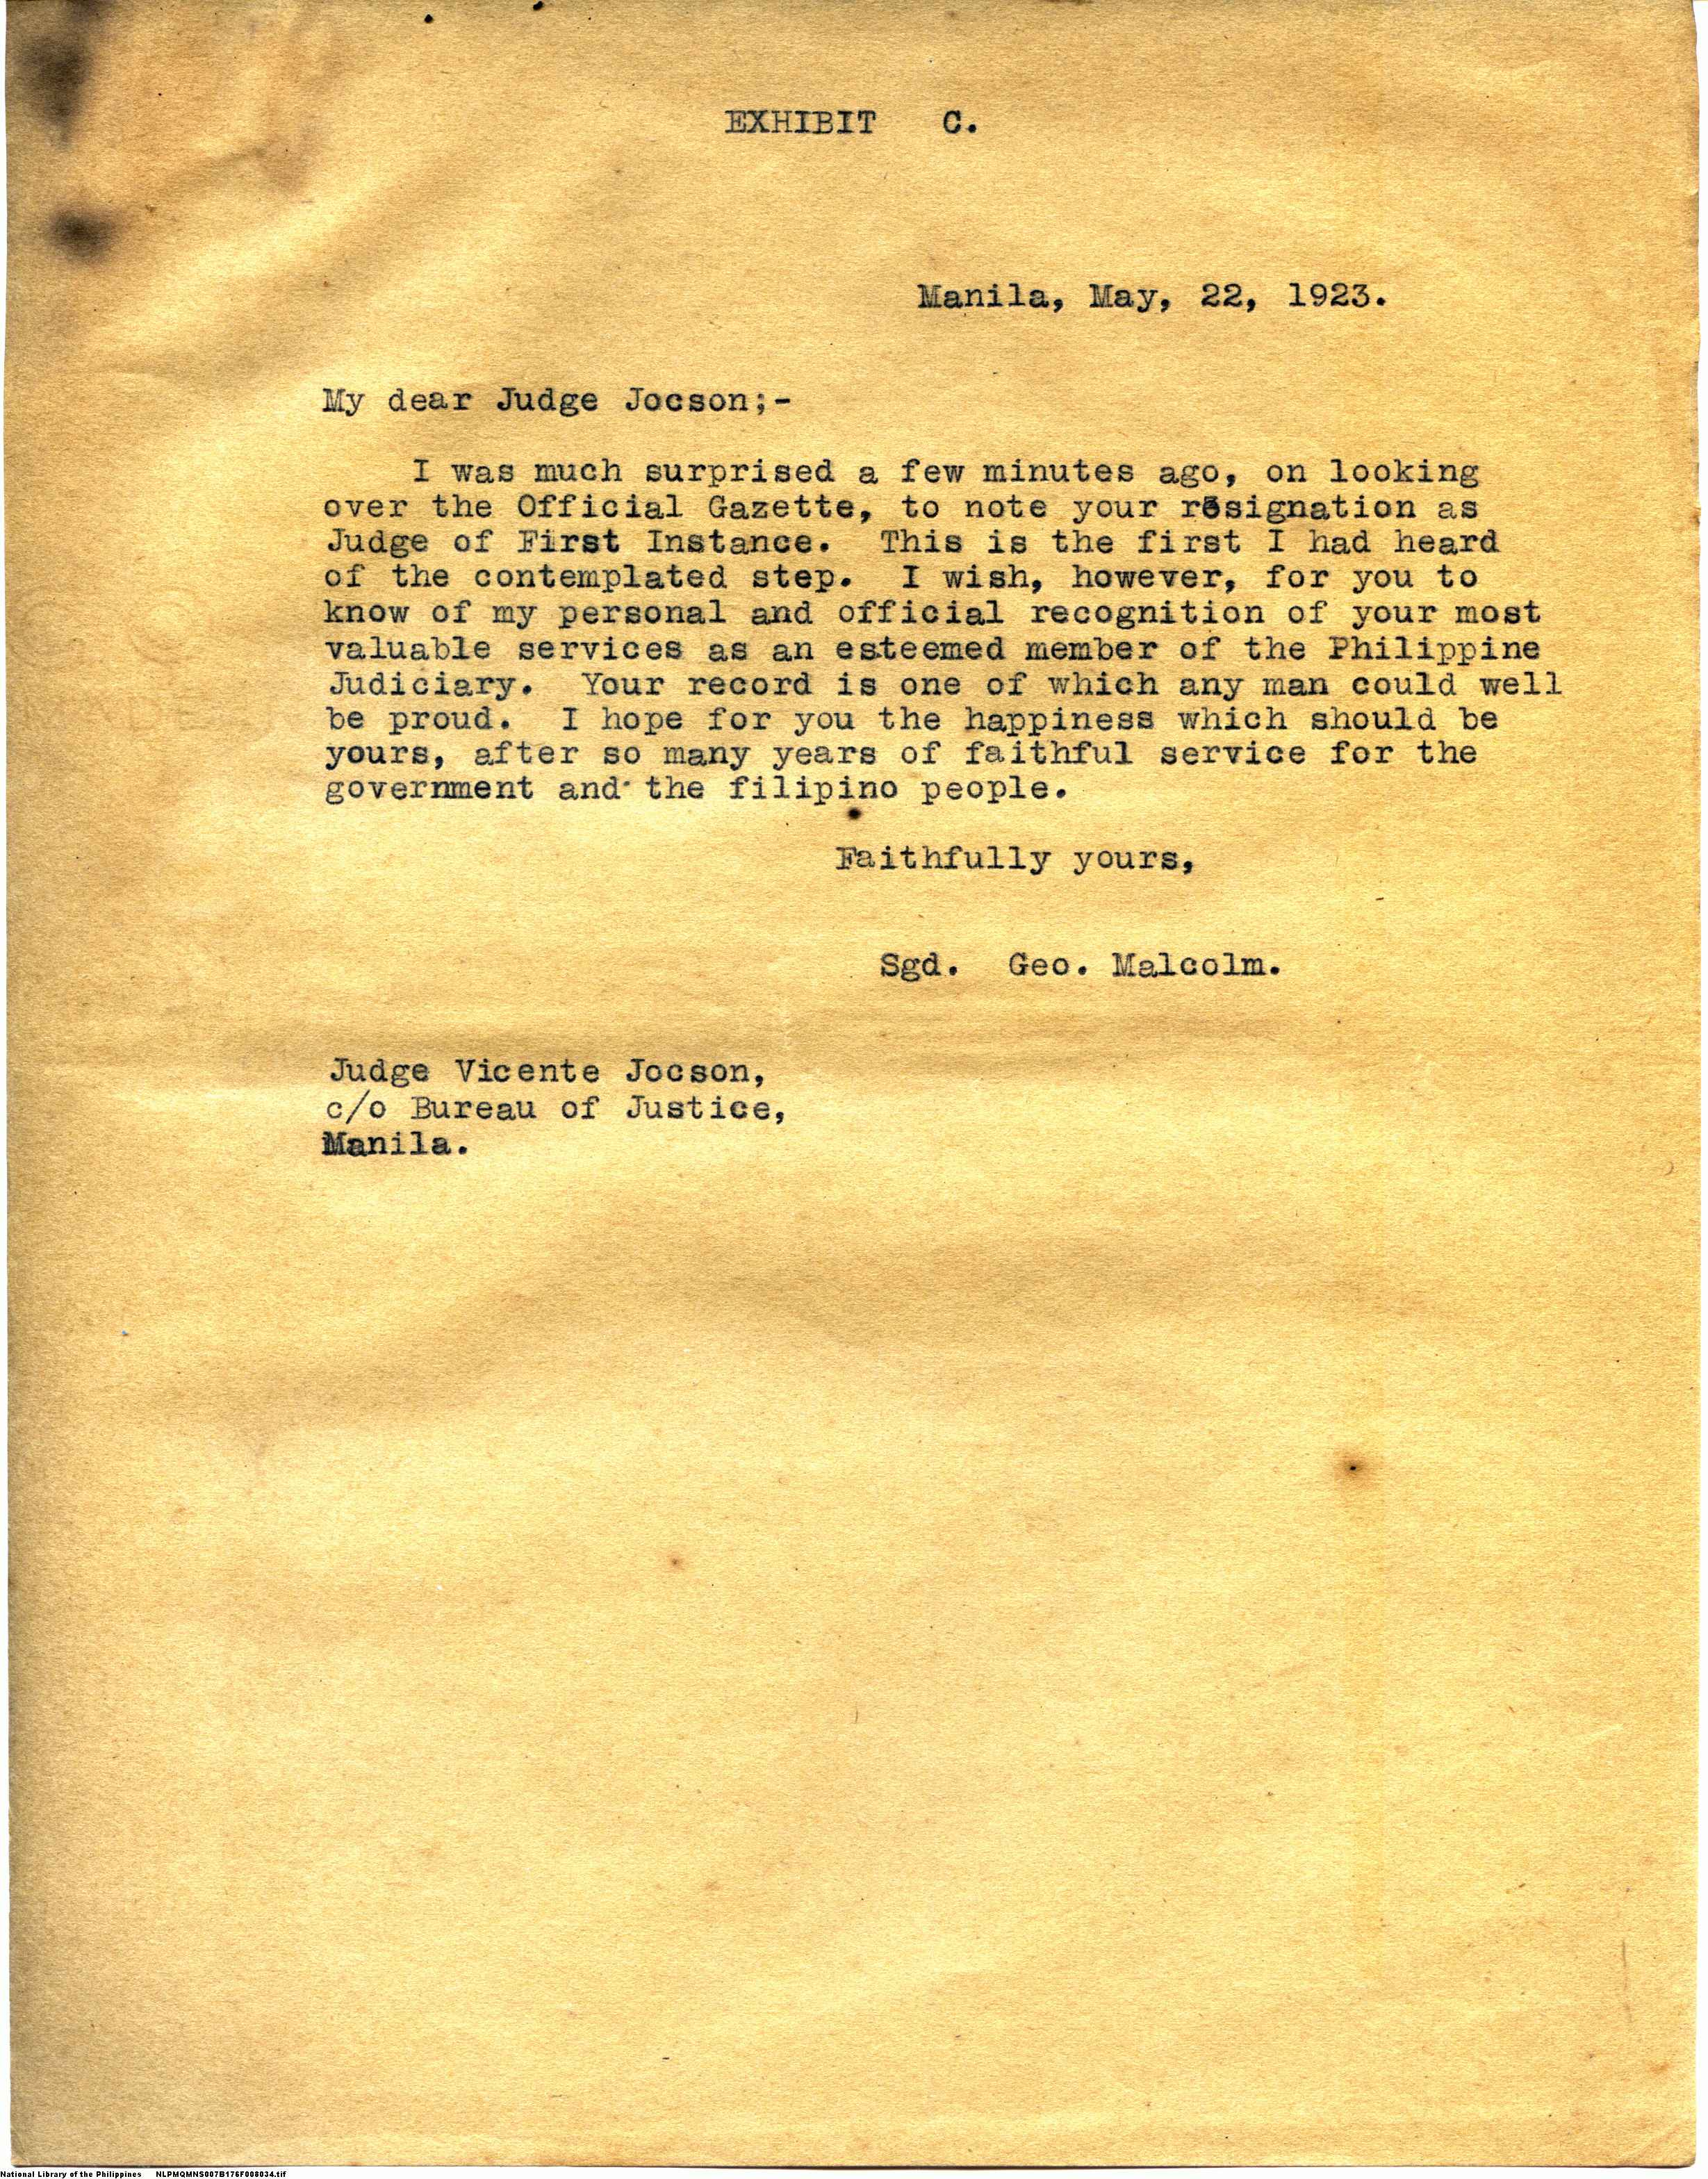 EXHIBIT C.
Manila, May, 22, 1923.
My dear Judge Jocson;-
I was much surprised a few minutes ago, on looking
over the Official Gazette, to note your resignation as
Judge of First Instance. This is the first I had heard
of the contemplated step. I wish, however, for you to
know of my personal and official recognition of your most
valuable services as an esteemed member of the Philippine
Judiciary. Your record is one of which any man could well
be proud. I hope for you the happiness which should be
yours, after so many years of faithful service for the
government and the filipino people.
Faithfully yours,
Sgd. Geo. Malcolm.
Judge Vicente Jocson,
c/o Bureau of Justice,
Manila.
National Library of the Philippines NLPMQMNS007B176F008034.tif